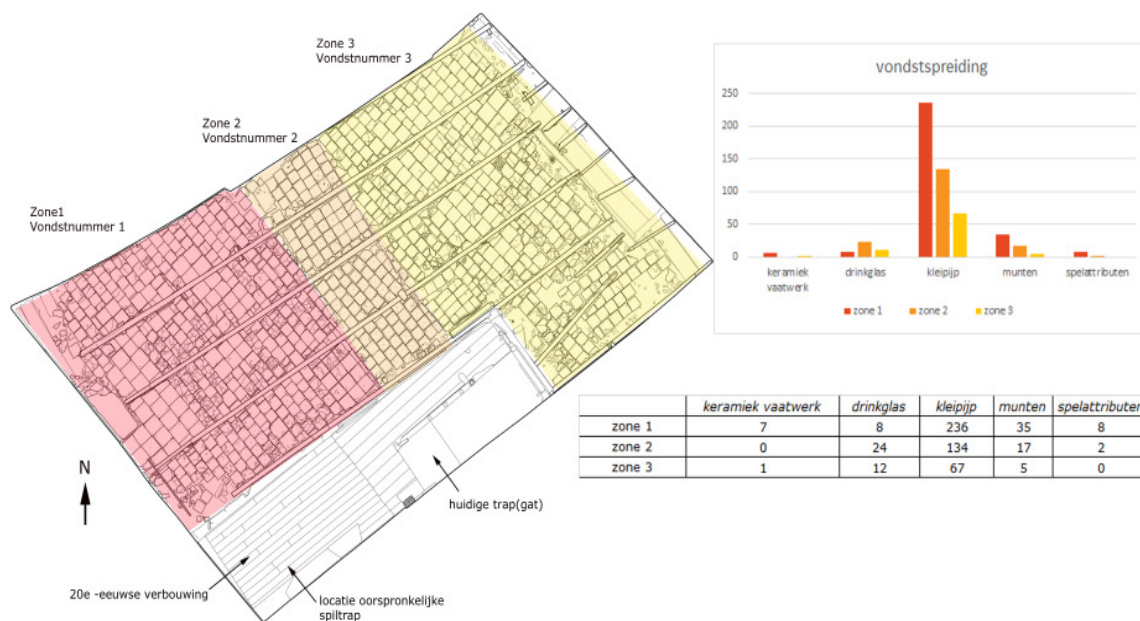 Zone 3
Vondstnummer 3
Zone 2
Vondstnummer 2
Zone1
Vondstnummer 1
N
20e -eeuwse verbouwing
locatie oorspronkelijke
spiltrap
huidige trap(gat)
vondstspreiding
250
200
150
100
50
0
keramiek vaatwerk
drinkglas
kleipijp
munten
spelattributen
zone 1 zone 2 zone 3
keramiek vaatwerk drinkglas kleipijp munten spelattributen
zone 1 7 8 236 35 8
zone 2 0 24 134 17 2
zone 3 1 12 67 5 0